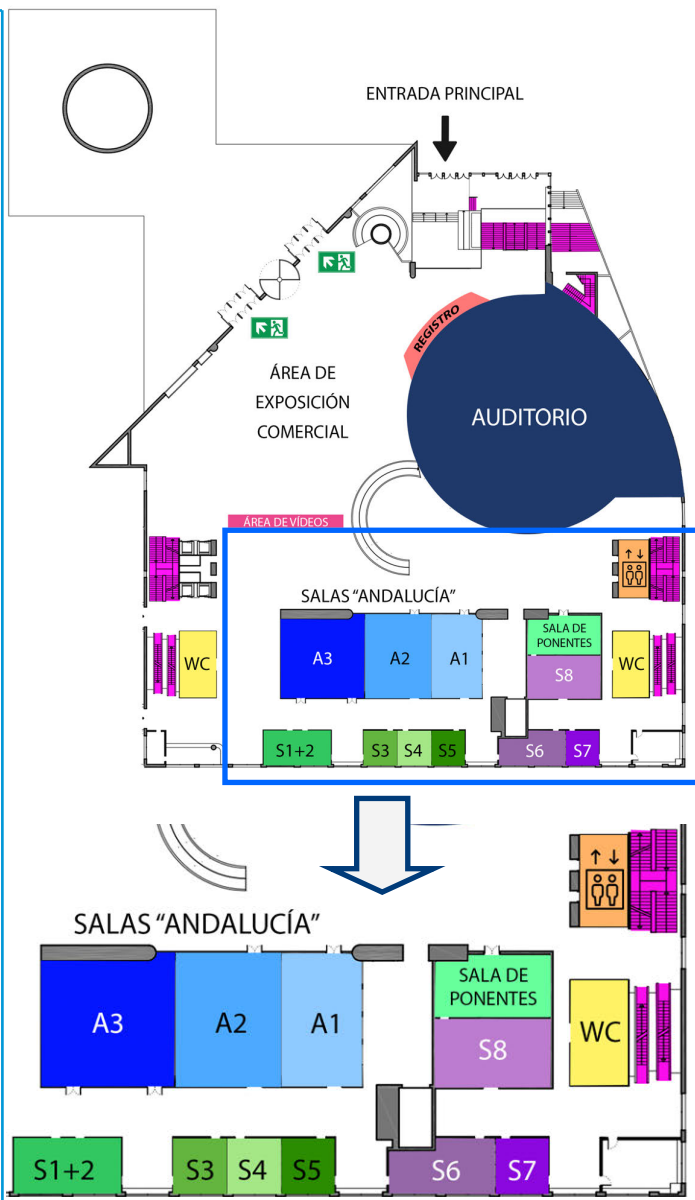 ENTRADA PRINCIPAL
REGISTRO
ÁREA DE
EXPOSICIÓN
COMERCIAL
AUDITORIO
ÁREA DE VÍDEOS
SALAS “ANDALUCÍA”
A3
A2
A1
SALA DE
PONENTES
S8
WC
WC
S1+2
S3
S4
S5
S6
S7
SALAS “ANDALUCÍA”
A3
A2
A1
SALA DE
PONENTES
S8
WC
S1+2
S3
S4
S5
S6
S7